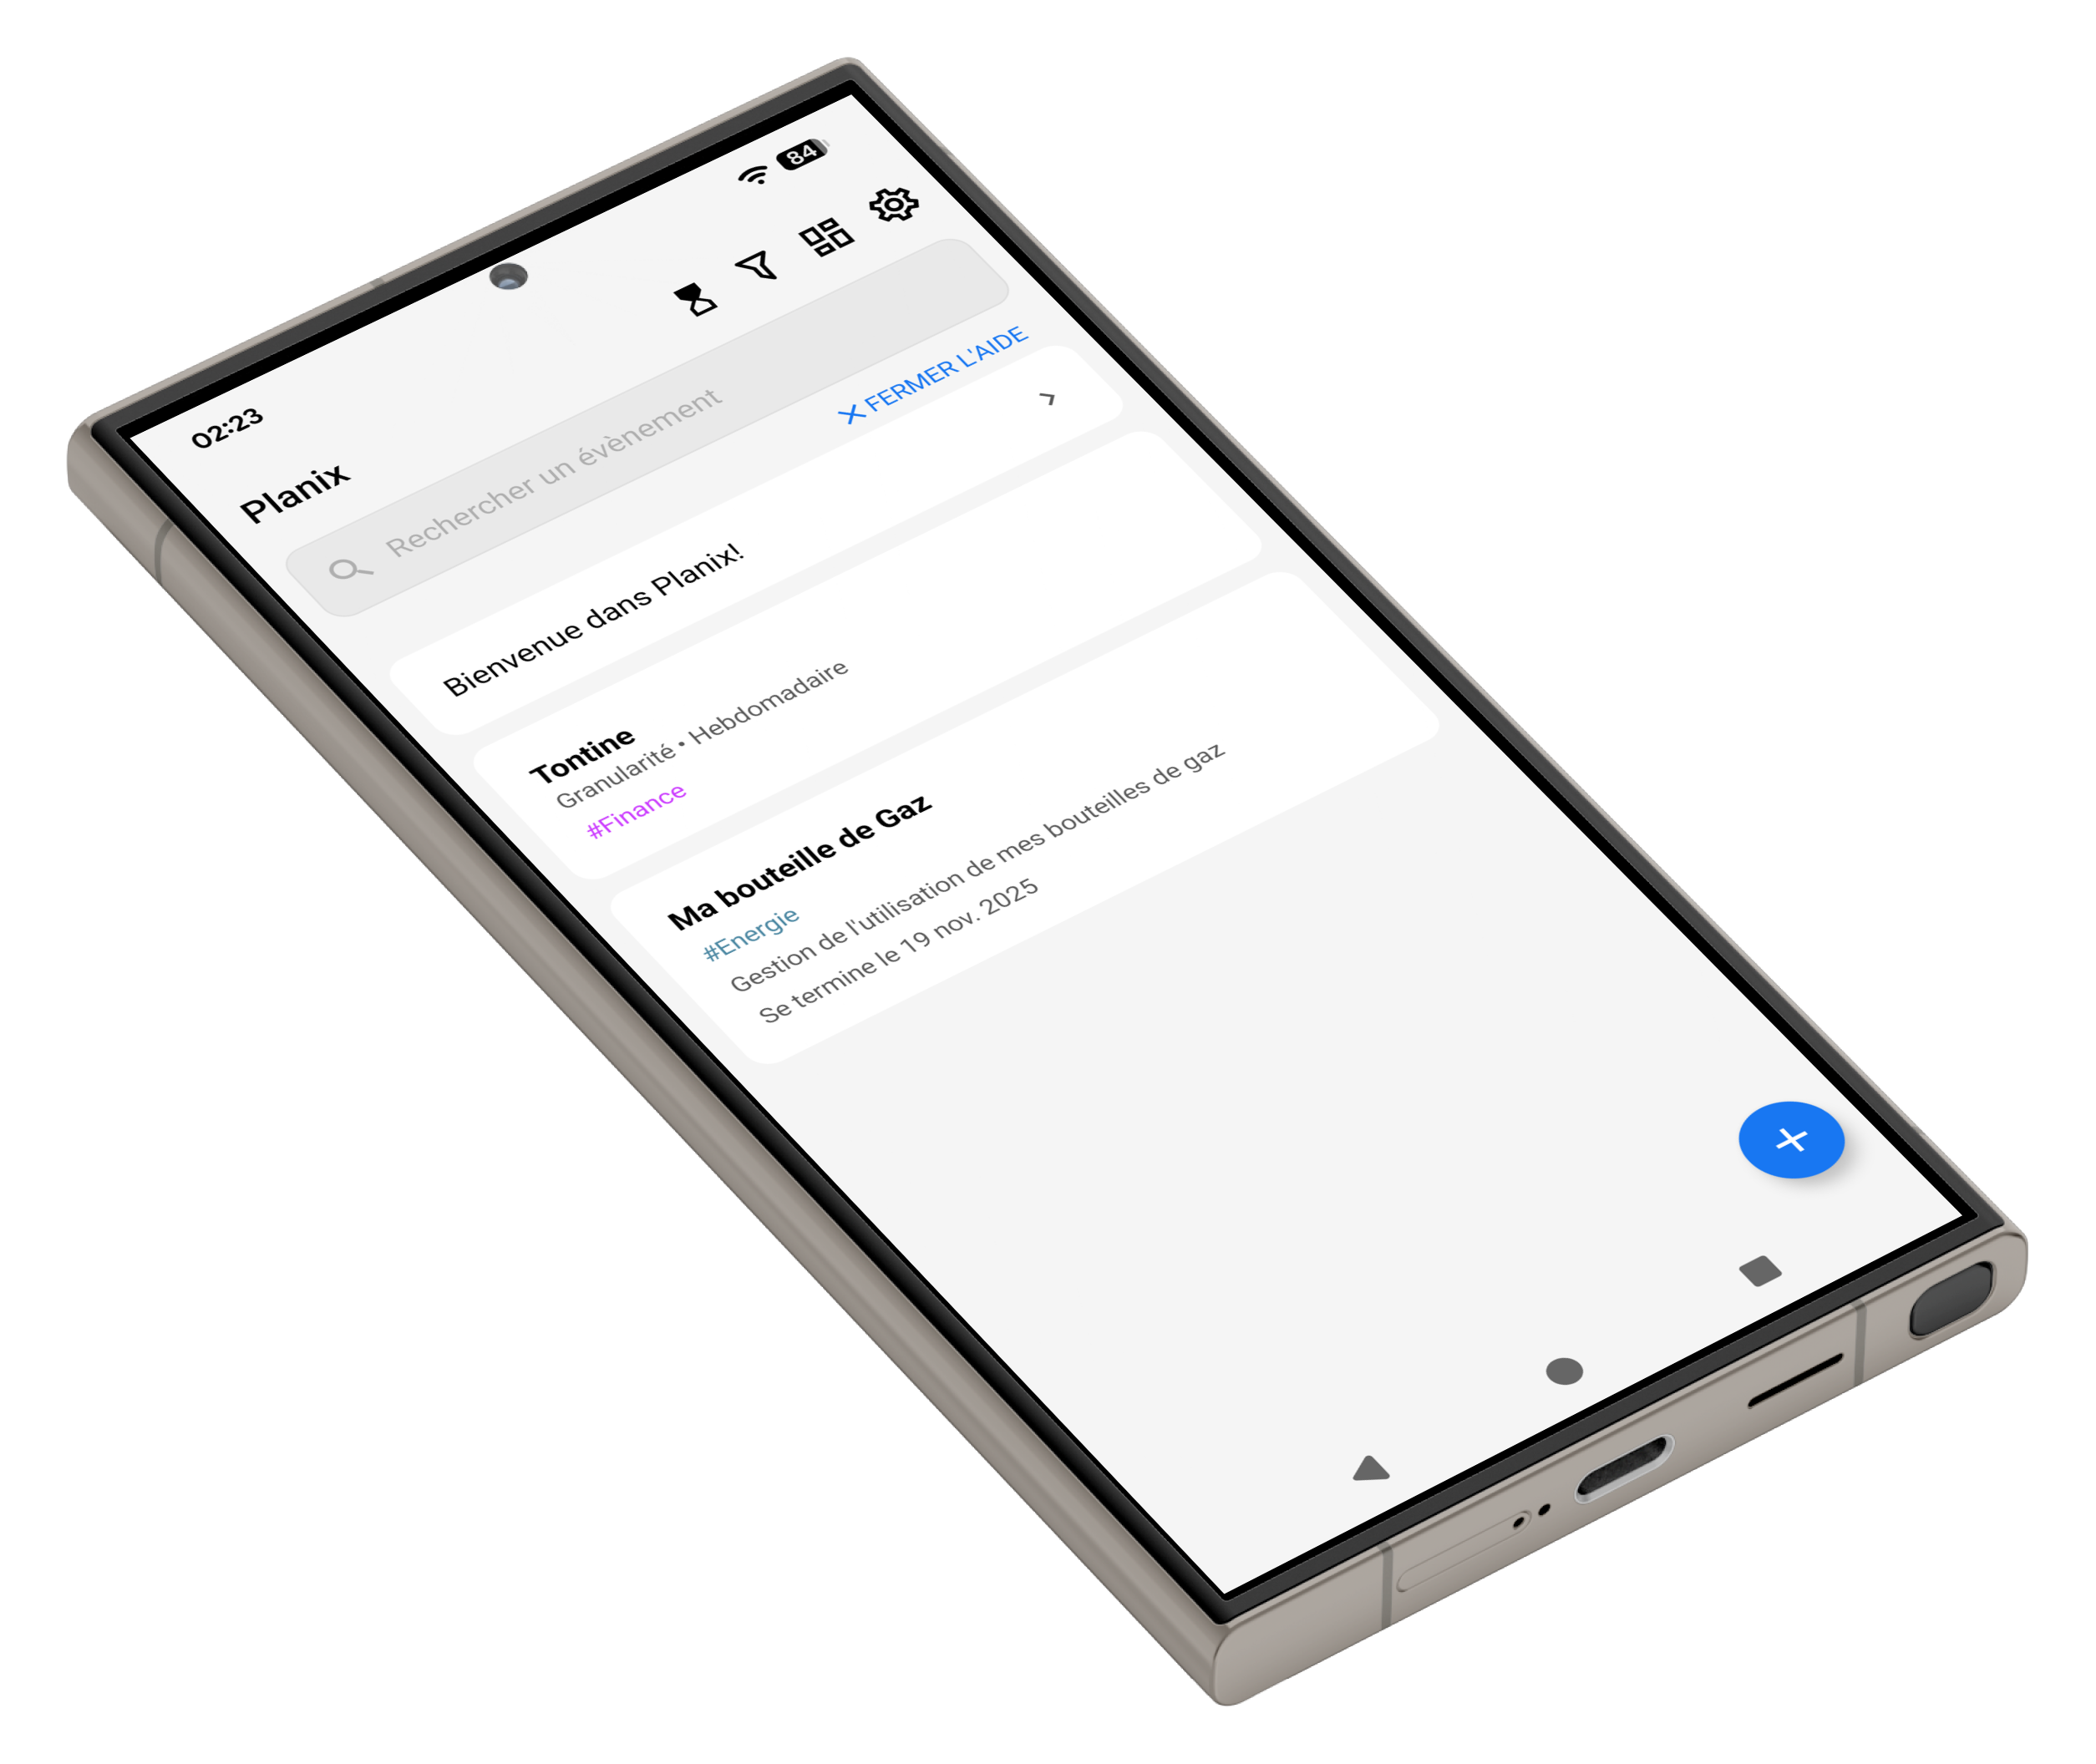 02:23
84
Planix
Rechercher un évènement
FERMER L'AIDE
Bienvenue dans Planix!
Tontine
Granularité • Hebdomadaire
#Finance
Ma bouteille de Gaz
#Energie
Gestion de l'utilisation de mes bouteilles de gaz
Se termine le 19 nov. 2025